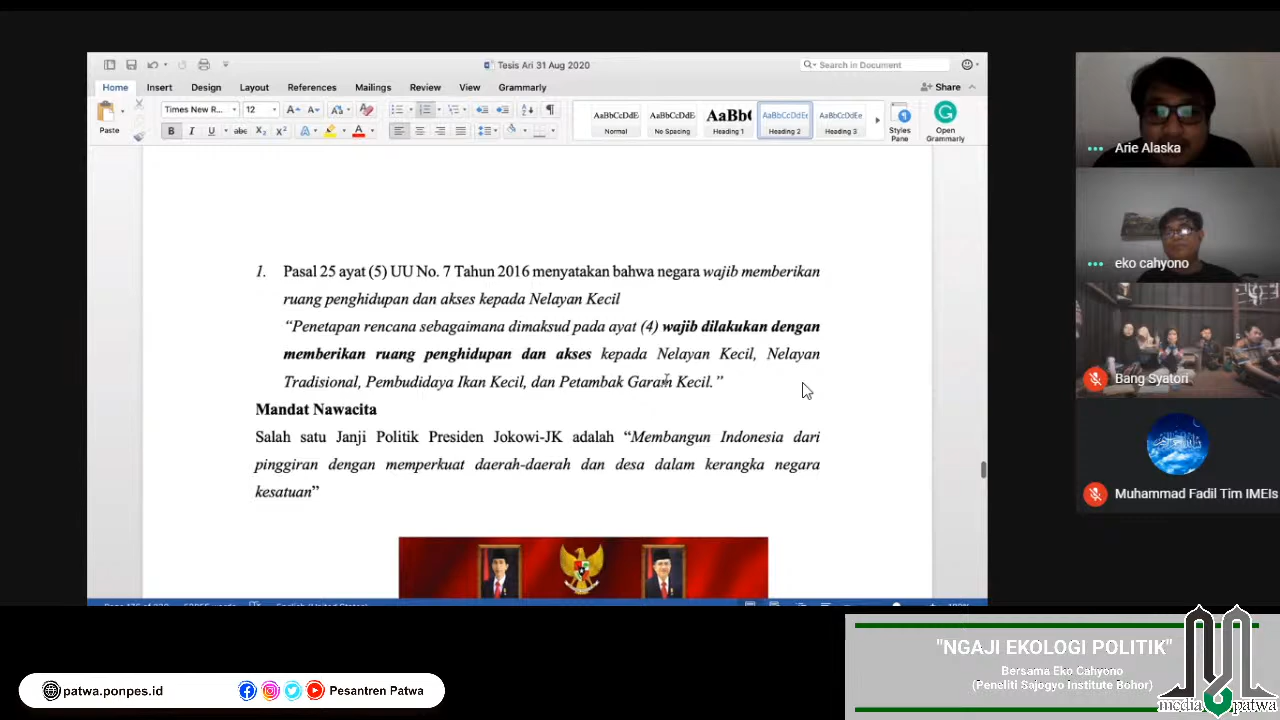 Tesis Ari 31 Aug 2020
Search in Document
Home Insert Design Layout References Mailings Review View Grammarly
Share
Times New R... 12
Paste
AaBbCcDdEe AaBbCcDdEe AaBbC AaBbCcDdEe AaBbCcDdEe
Normal No Spacing Heading 1 Heading 2 Heading 3
Styles Pane
Open Grammarly
1. Pasal 25 ayat (5) UU No. 7 Tahun 2016 menyatakan bahwa negara wajib memberikan
ruang penghidupan dan akses kepada Nelayan Kecil
“Penetapan rencana sebagaimana dimaksud pada ayat (4) wajib dilakukan dengan
memberikan ruang penghidupan dan akses kepada Nelayan Kecil, Nelayan
Tradisional, Pembudidaya Ikan Kecil, dan Petambak Garam Kecil.”
Mandat Nawacita
Salah satu Janji Politik Presiden Jokowi-JK adalah “Membangun Indonesia dari
pinggiran dengan memperkuat daerah-daerah dan desa dalam kerangka negara
kesatuan”
Arie Alaska
eko cahyono
Bang Syatori
Muhammad Fadil Tim IMEIs
"NGAJI EKOLOGI POLITIK"
Bersama Eko Cahyono
(Peneliti Sajogyo Institute Bohor)
media patwa
patwa.ponpes.id
Pesantren Patwa